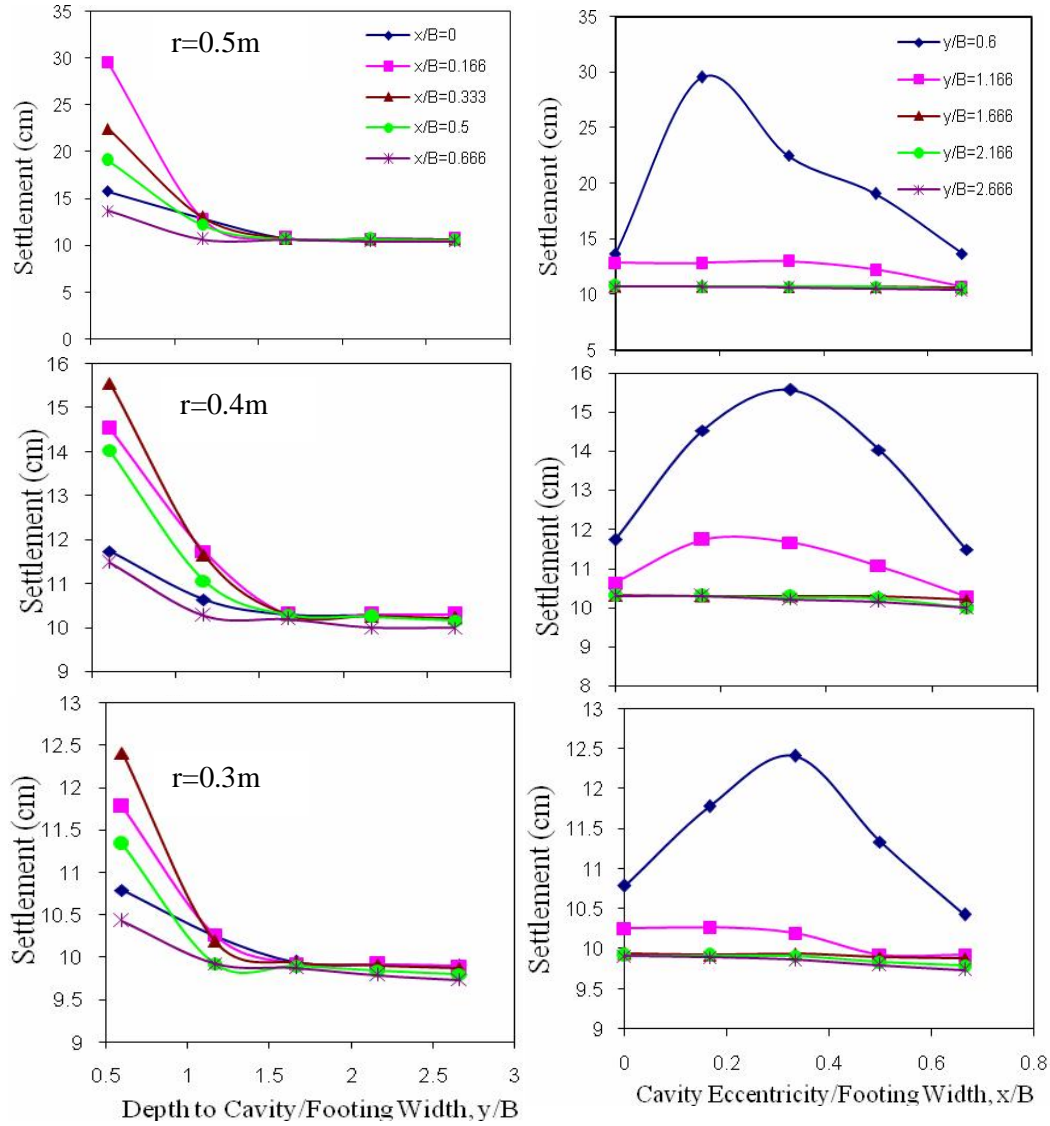 r=0.5m
x/B=0
x/B=0.166
x/B=0.333
x/B=0.5
x/B=0.666
Settlement (cm)
35
30
25
20
15
10
5
0
y/B=0.6
y/B=1.166
y/B=1.666
y/B=2.166
y/B=2.666
Settlement (cm)
35
30
25
20
15
10
5
r=0.4m
Settlement (cm)
16
15
14
13
12
11
10
9
Settlement (cm)
16
15
14
13
12
11
10
9
8
r=0.3m
Settlement (cm)
13
12.5
12
11.5
11
10.5
10
9.5
9
0.5 1 1.5 2 2.5 3
Depth to Cavity/Footing Width, y/B
Settlement (cm)
13
12.5
12
11.5
11
10.5
10
9.5
9
0 0.2 0.4 0.6 0.8
Cavity Eccentricity/Footing Width, x/B